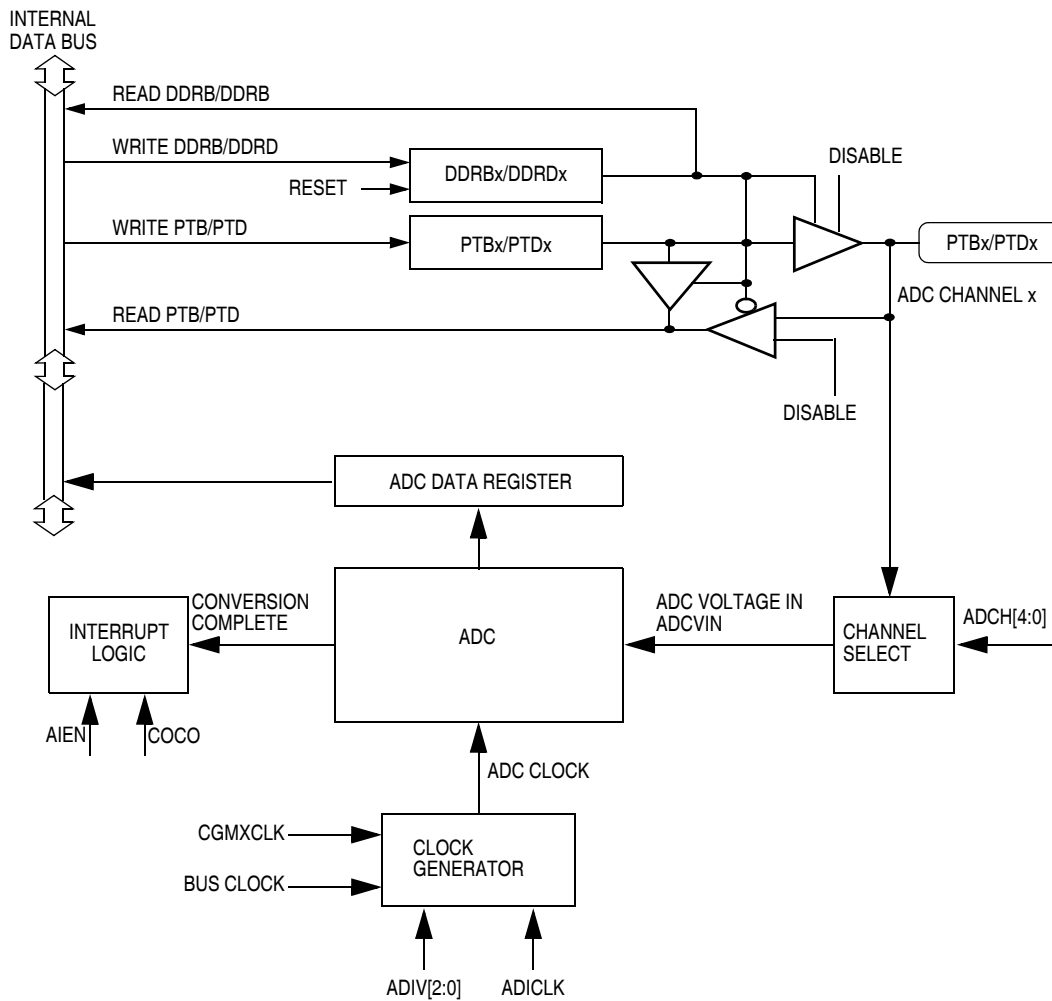 INTERNAL
DATA BUS
READ DDRB/DDRB
WRITE DDRB/DDRD
RESET
DDRBx/DDRDx
DISABLE
WRITE PTB/PTD
PTBx/PTDx
PTBx/PTDx
ADC CHANNEL x
READ PTB/PTD
DISABLE
ADC DATA REGISTER
INTERRUPT
LOGIC
CONVERSION
COMPLETE
ADC
ADC VOLTAGE IN
ADCVIN
CHANNEL
SELECT
ADCH[4:0]
AIEN
COCO
ADC CLOCK
CGMXCLK
BUS CLOCK
CLOCK
GENERATOR
ADIV[2:0]
ADICLK